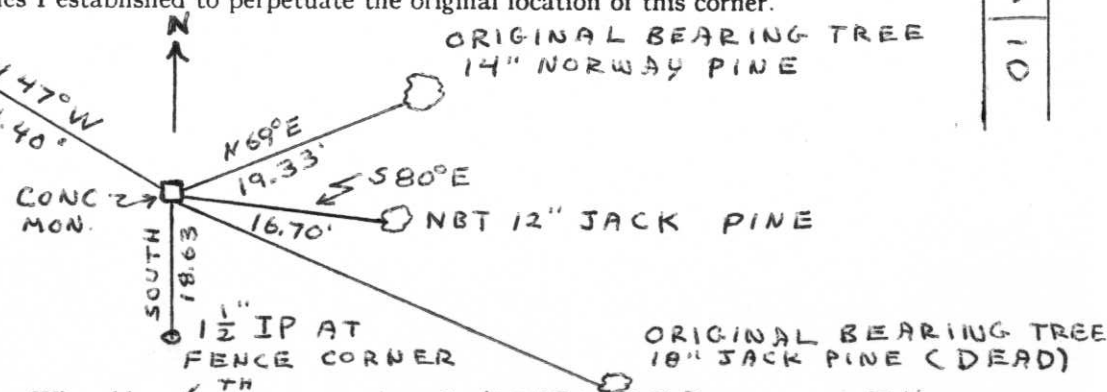 I established to perpetuate the original location of this corner.
N
ORIGINAL BEARING TREE
14" NORWAY PINE
47°W
.40'
N69°E
19.33'
S80°E
CONC
MON.
16.70'
NBT 12" JACK PINE
SOUTH
18.63
1½" IP AT
FENCE CORNER
ORIGINAL BEARING TREE
18" JACK PINE (DEAD)
TH